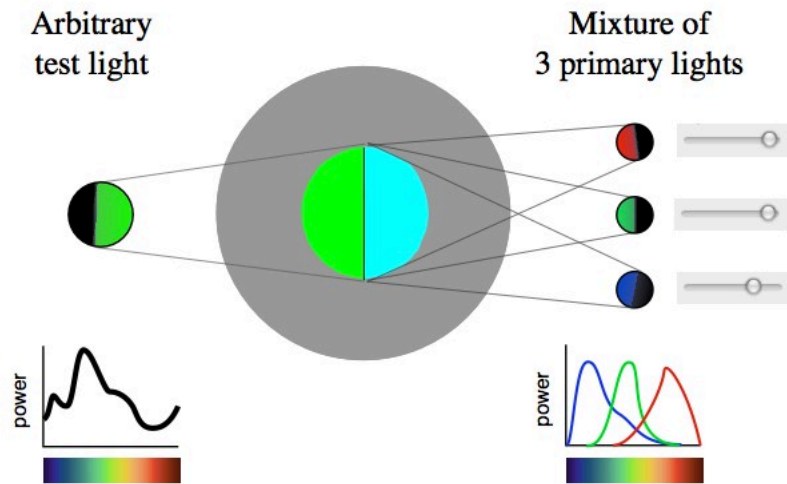 Arbitrary
test light
Mixture of
3 primary lights
power
power